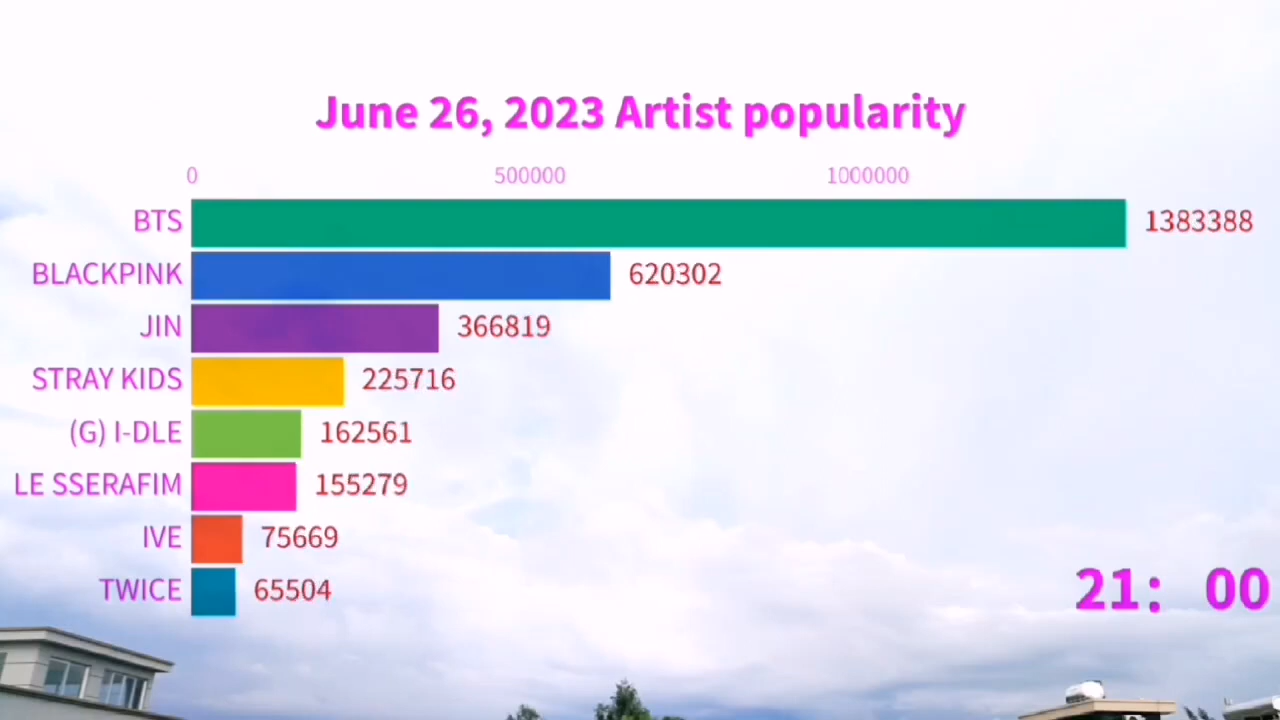 June 26, 2023 Artist popularity
0 500000 1000000
BTS 1383388
BLACKPINK 620302
JIN 366819
STRAY KIDS 225716
(G) I-DLE 162561
LE SSERAFIM 155279
IVE 75669
TWICE 65504
21: 00